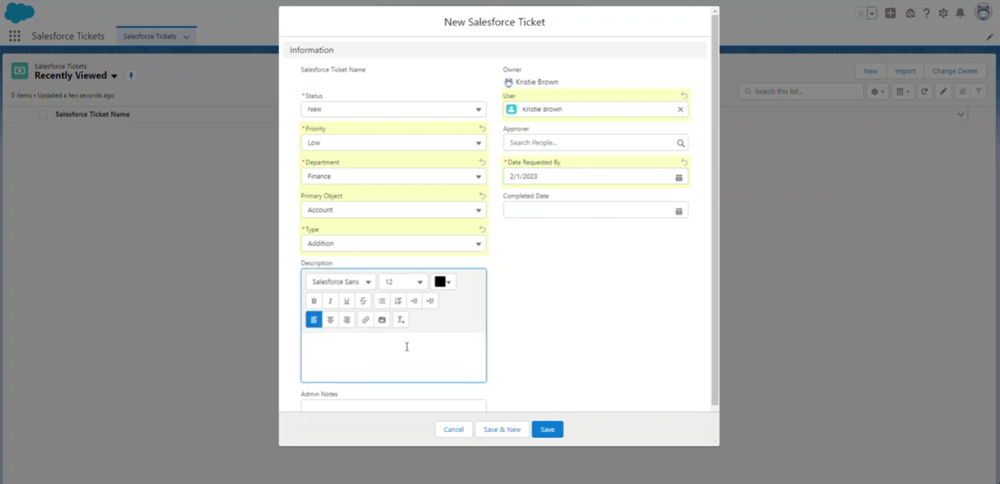 New Salesforce Ticket
Salesforce Tickets
Salesforce Tickets
Salesforce Tickets
Recently Viewed
0 items • Updated a few seconds ago
New
Import
Change Owner
Search this list...
Salesforce Ticket Name
Information
Salesforce Ticket Name
Owner
Kristie Brown
*Status
New
User
Kristie Brown
*Priority
Low
Approver
Search People...
*Department
Finance
*Date Requested By
2/1/2023
Primary Object
Account
Completed Date
*Type
Addition
Description
Salesforce Sans
12
B I U S
Admin Notes
Cancel
Save & New
Save